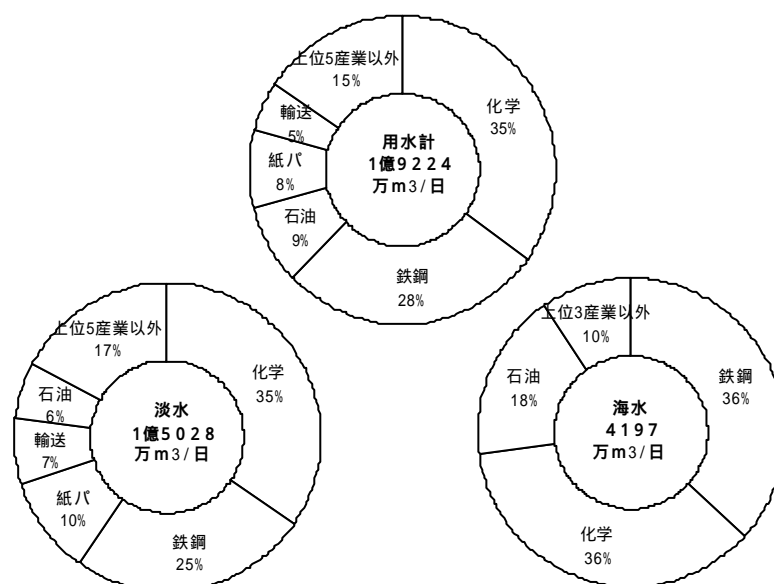 上位5産業以外
15%
化学
35%
輸送
5%
用水計
1億9224
万m3/日
紙パ
8%
石油
9%
鉄鋼
28%
上位5産業以外
17%
化学
35%
石油
6%
淡水
1億5028
万m3/日
輸送
7%
紙パ
10%
鉄鋼
25%
上位3産業以外
10%
鉄鋼
36%
石油
18%
海水
4197
万m3/日
化学
36%